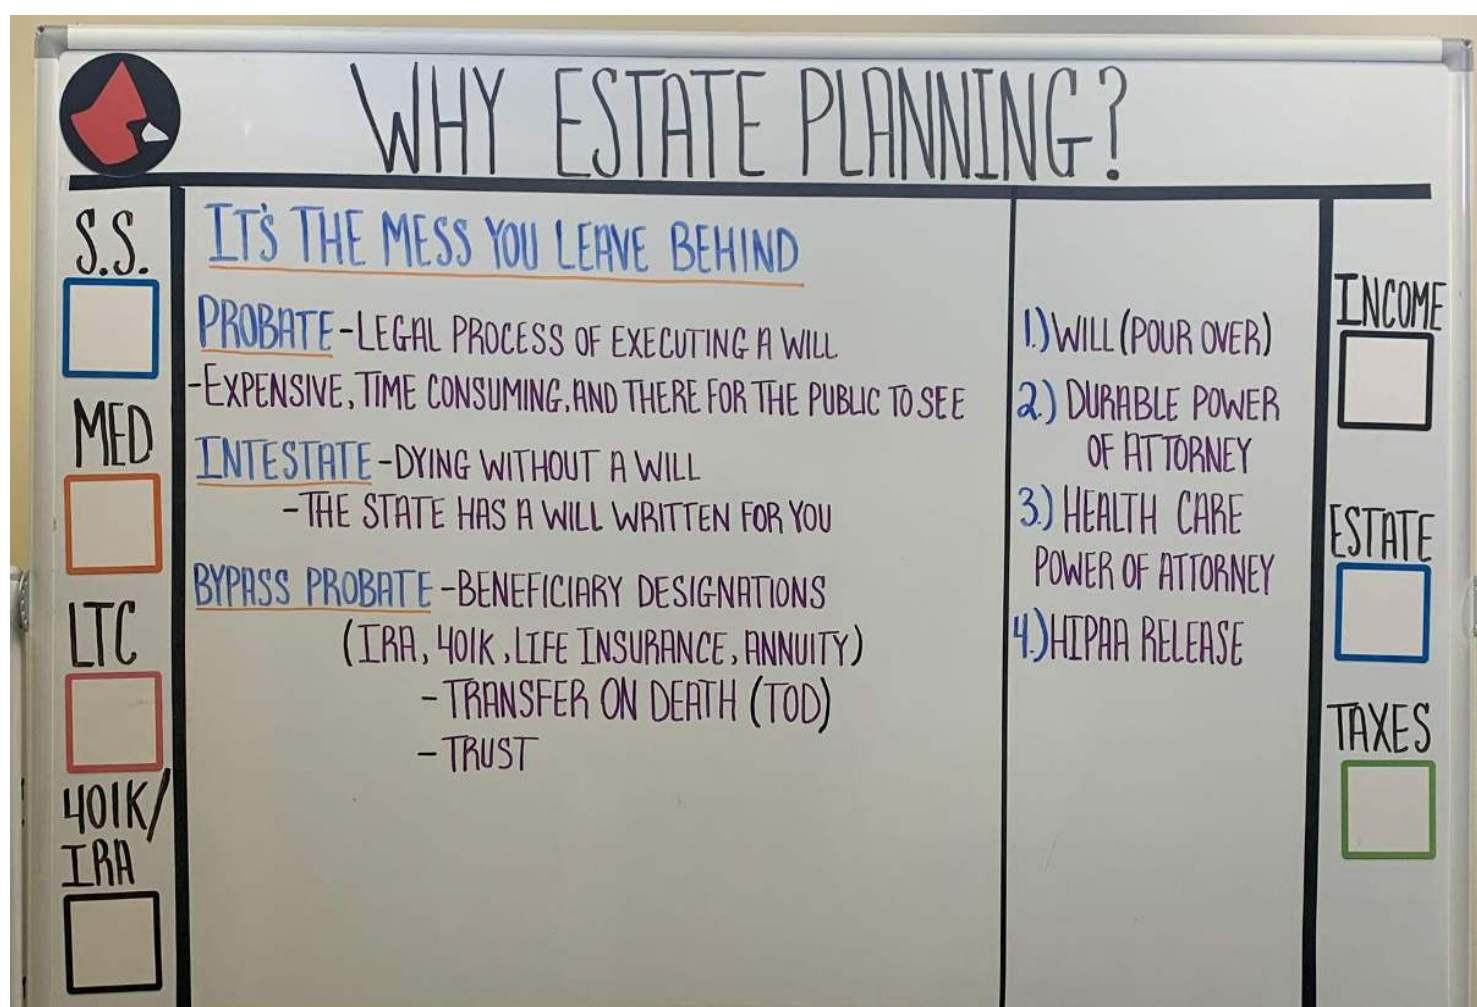 WHY ESTATE PLANNING?
S.S.
MED
LTC
401K/
IRA
IT'S THE MESS YOU LEAVE BEHIND
PROBATE - LEGAL PROCESS OF EXECUTING A WILL
- EXPENSIVE, TIME CONSUMING, AND THERE FOR THE PUBLIC TO SEE
INTESTATE - DYING WITHOUT A WILL
- THE STATE HAS A WILL WRITTEN FOR YOU
BYPASS PROBATE - BENEFICIARY DESIGNATIONS
(IRA, 401K, LIFE INSURANCE, ANNUITY)
- TRANSFER ON DEATH (TOD)
- TRUST
1.) WILL (POUR OVER)
2.) DURABLE POWER
OF ATTORNEY
3.) HEALTH CARE
POWER OF ATTORNEY
4.) HIPAA RELEASE
INCOME
ESTATE
TAXES